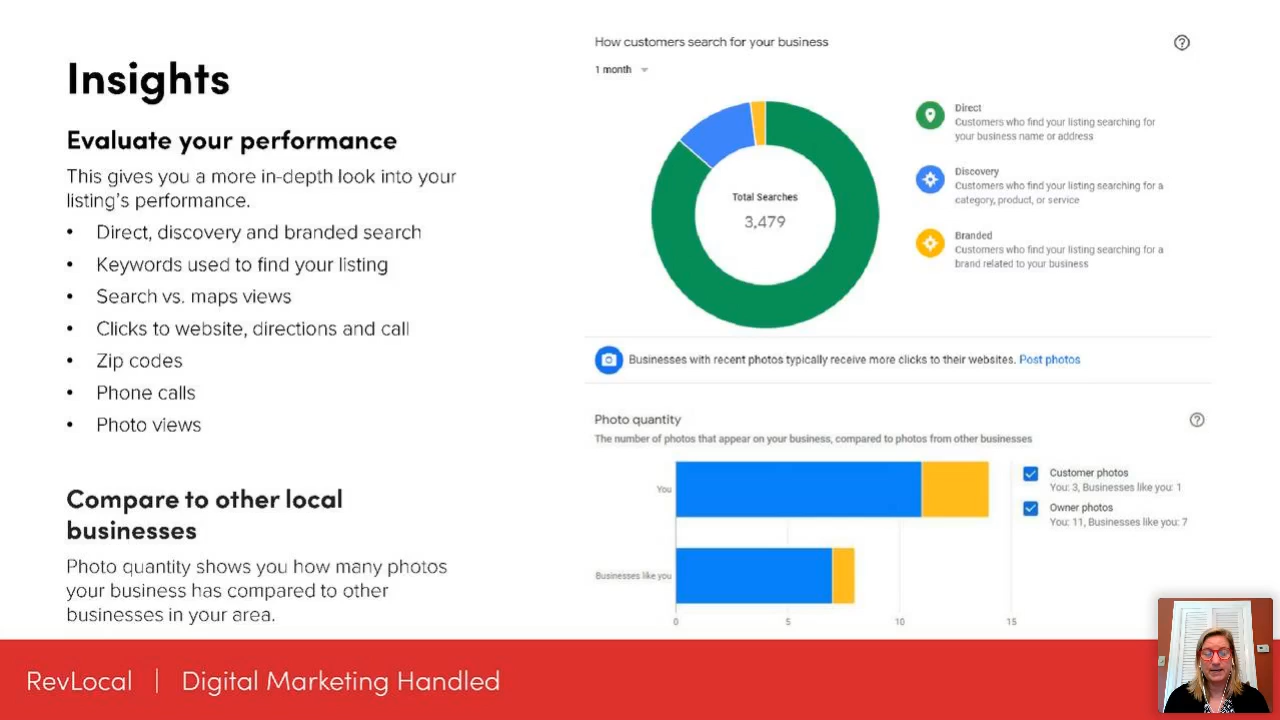 Insights
Evaluate your performance
This gives you a more in-depth look into your
listing's performance.
• Direct, discovery and branded search
• Keywords used to find your listing
• Search vs. maps views
• Clicks to website, directions and call
• Zip codes
• Phone calls
• Photo views
Compare to other local
businesses
Photo quantity shows you how many photos
your business has compared to other
businesses in your area.
How customers search for your business
?
1 month
Total Searches
3,479
Direct
Customers who find your listing searching for
your business name or address
Discovery
Customers who find your listing searching for a
category, product, or service
Branded
Customers who find your listing searching for a
brand related to your business
Businesses with recent photos typically receive more clicks to their websites. Post photos
Photo quantity
?
The number of photos that appear on your business, compared to photos from other businesses
You
Businesses like you
0 5 10 15
Customer photos
You: 3, Businesses like you: 1
Owner photos
You: 11, Businesses like you: 7
RevLocal | Digital Marketing Handled